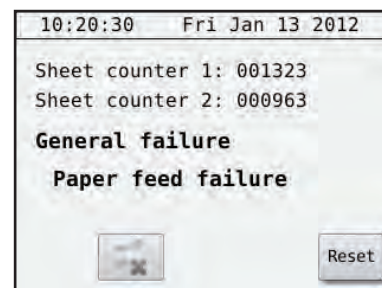 10:20:30 Fri Jan 13 2012
Sheet counter 1: 001323
Sheet counter 2: 000963
General failure
Paper feed failure
Reset